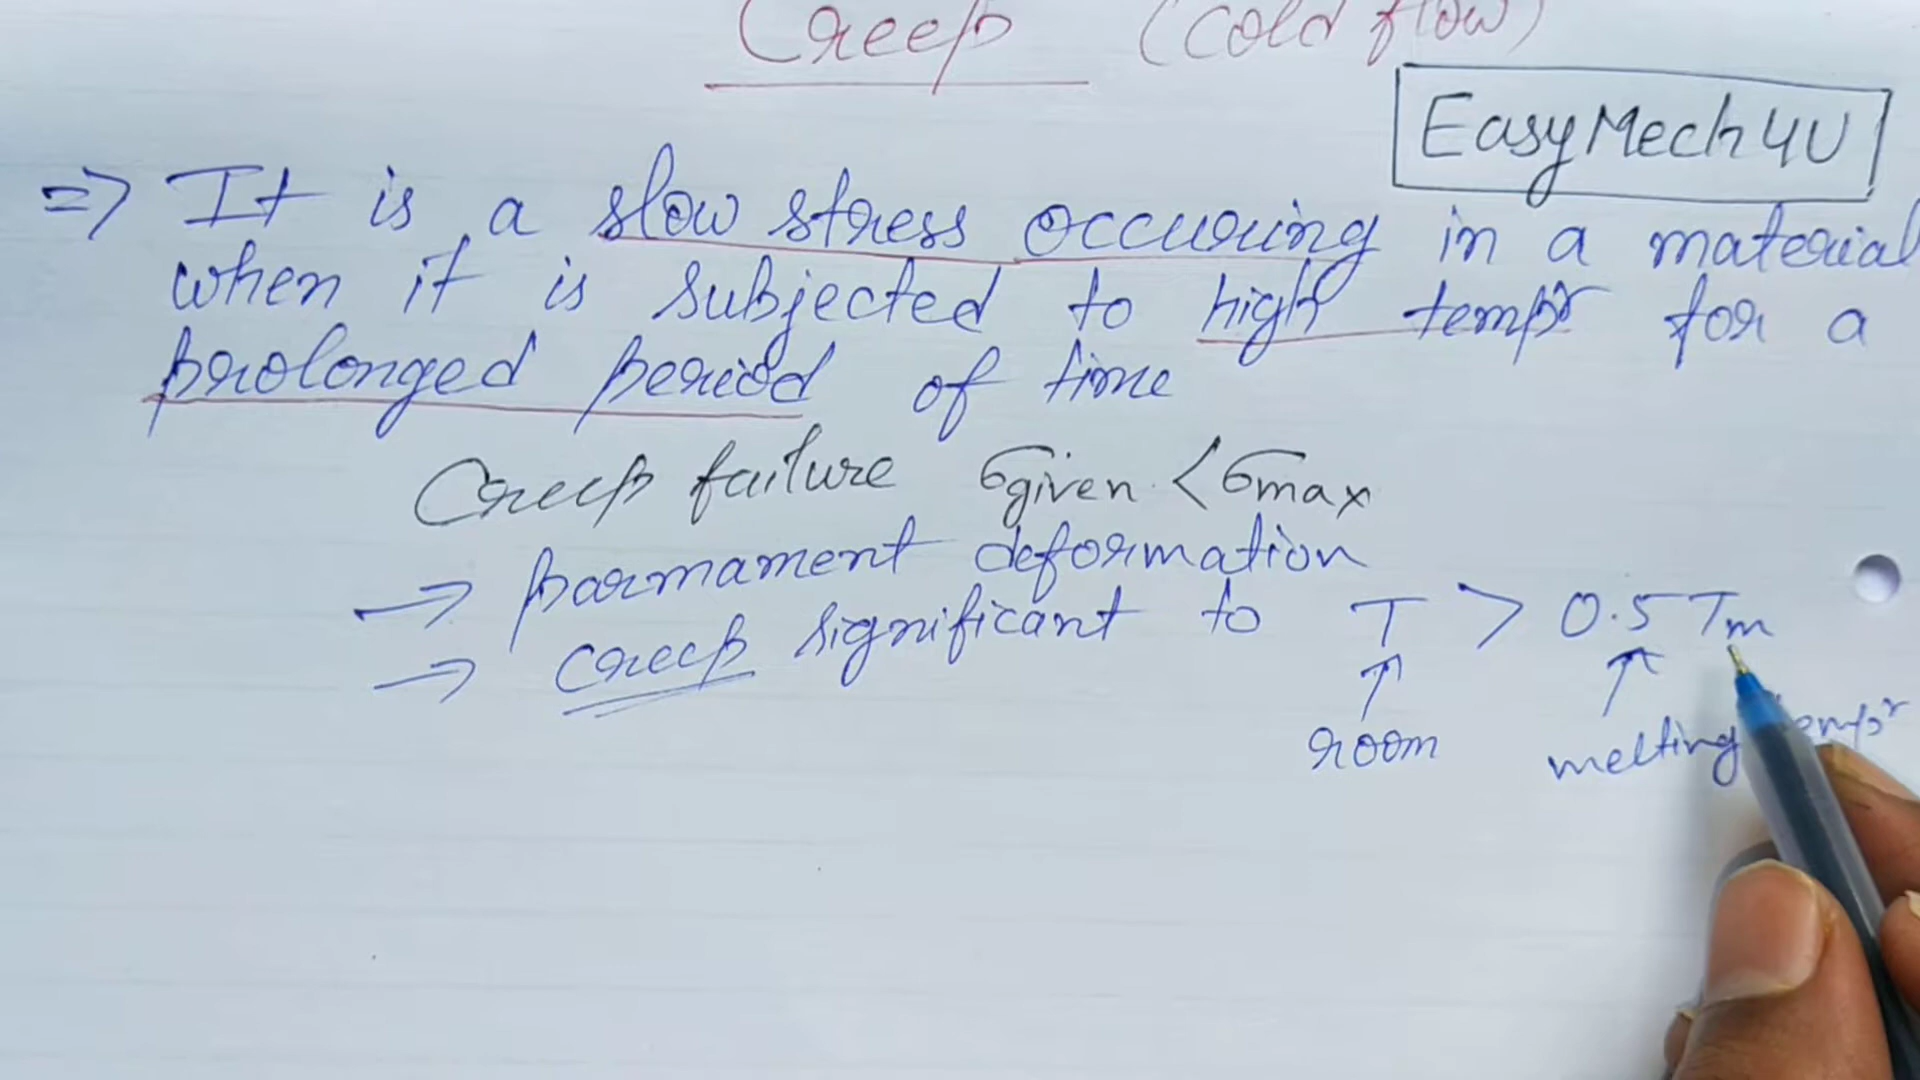 Creep (Cold flow)
EasyMech4U
=> It is a slow stress occuring in a material
when it is subjected to high tempr for a
prolonged period of time
Creep failure σgiven < σmax
→ parmament deformation
→ creep significant to T > 0.5 Tm
↑ ↑
room melting temp^r